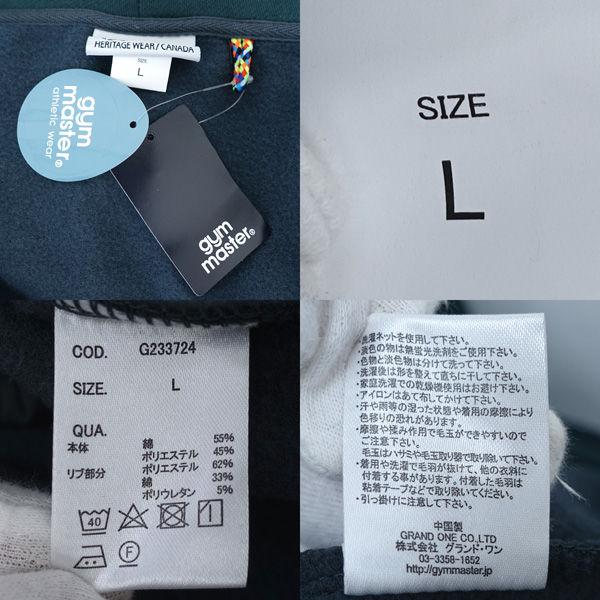 HERITAGE WEAR/CANADA
SIZE
L
gym
master®
athletic wear
gym
master®
SIZE
L
COD. G233724
SIZE. L
QUA.
本体 綿 55%
ポリエステル 45%
リブ部分 ポリエステル 62%
綿 33%
ポリウレタン 5%
40
F
・洗濯ネットを使用して下さい。
・淡色の物は無蛍光洗剤をご使用下さい。
・色物と淡色物は分けて洗って下さい。
・洗濯後は形を整えて直ちに干して下さい。
・家庭洗濯での乾燥機使用はお避け下さい。
・アイロンはあて布してかけて下さい。
・汗や雨等の湿った状態や着用の摩擦により
色移りの恐れがあります。
・摩擦や揉み作用で毛玉ができやすいので
ご注意下さい。
毛玉はハサミや毛玉取り器で取り除いて下さい。
・着用や洗濯で毛羽が抜けて、他の衣料に
付着する事があります。付着した毛羽は
粘着テープなどで取り除いてください。
・引っ掛けに注意して下さい。
中国製
GRAND ONE CO.,LTD
株式会社 グランド・ワン
03-3358-1652
http://gymmaster.jp